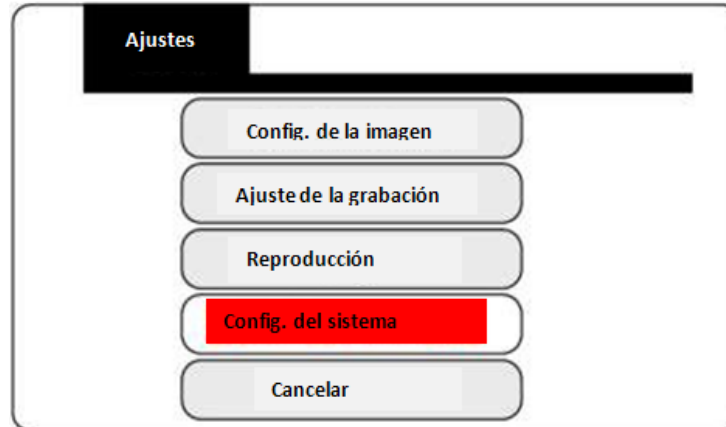 Ajustes
Config. de la imagen
Ajuste de la grabación
Reproducción
Config. del sistema
Cancelar